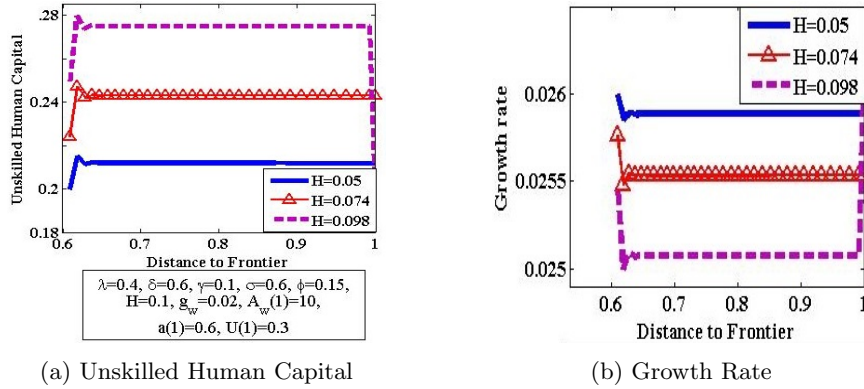 Unskilled Human Capital
.28
0.24
0.2
0.18
0.6
0.7
0.8
0.9
1
Distance to Frontier
H=0.05
H=0.074
H=0.098
λ=0.4, δ=0.6, γ=0.1, σ=0.6, ϕ=0.15,
H=0.1, g_w=0.02, A_w(1)=10,
a(1)=0.6, U(1)=0.3
(a) Unskilled Human Capital
Growth rate
0.026
0.0255
0.025
0.6
0.7
0.8
0.9
1
Distance to Frontier
H=0.05
H=0.074
H=0.098
(b) Growth Rate